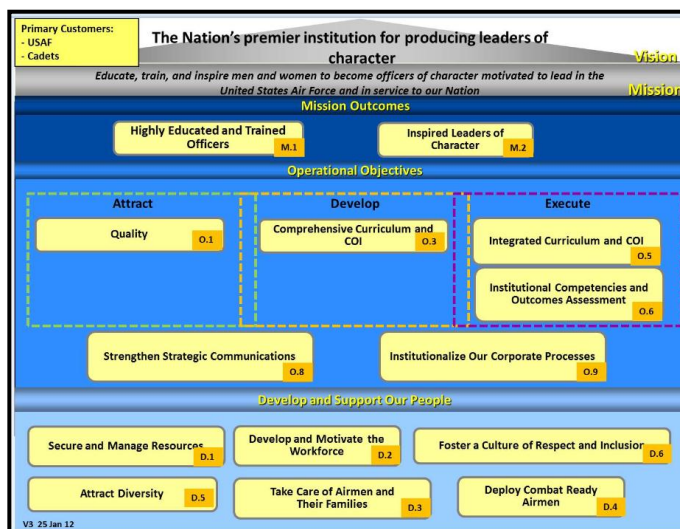 Primary Customers:
- USAF
- Cadets
The Nation's premier institution for producing leaders of
character
Vision
Educate, train, and inspire men and women to become officers of character motivated to lead in the
United States Air Force and in service to our Nation
Mission
Mission Outcomes
Highly Educated and Trained
Officers
M.1
Inspired Leaders of
Character
M.2
Operational Objectives
Attract
Develop
Execute
Quality
O.1
Comprehensive Curriculum and
COI
O.3
Integrated Curriculum and COI
O.5
Institutional Competencies and
Outcomes Assessment
O.6
Strengthen Strategic Communications
O.8
Institutionalize Our Corporate Processes
O.9
Develop and Support Our People
Secure and Manage Resources
D.1
Develop and Motivate the
Workforce
D.2
Foster a Culture of Respect and Inclusion
D.6
Attract Diversity
D.5
Take Care of Airmen and
Their Families
D.3
Deploy Combat Ready
Airmen
D.4
V3 25 Jan 12